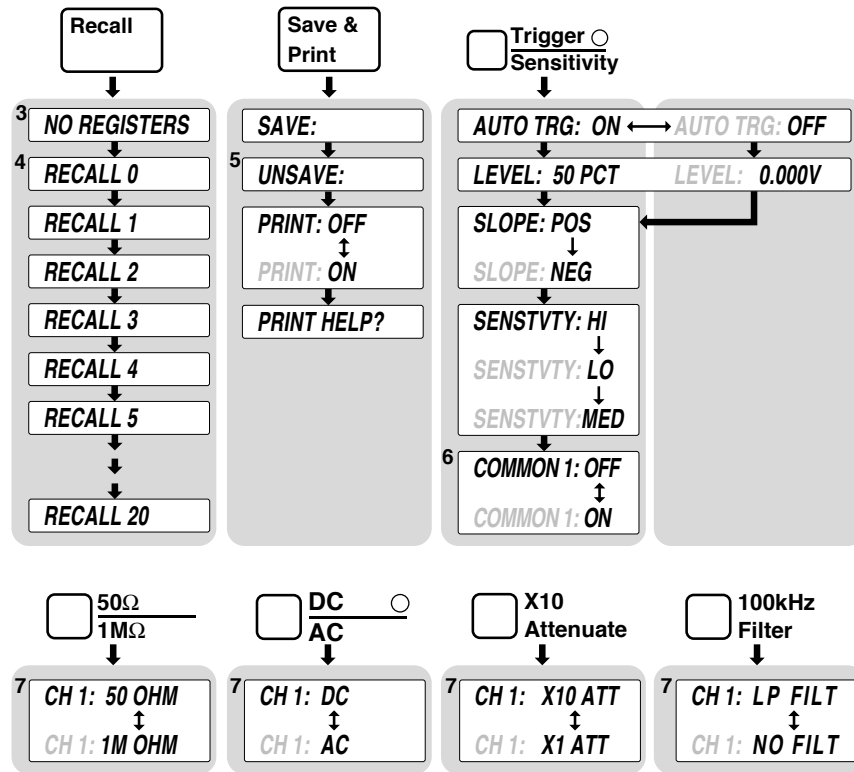 Recall
3 NO REGISTERS
4 RECALL 0
RECALL 1
RECALL 2
RECALL 3
RECALL 4
RECALL 5
RECALL 20
Save &
Print
SAVE:
5 UNSAVE:
PRINT: OFF
PRINT: ON
PRINT HELP?
Trigger
Sensitivity
AUTO TRG: ON
AUTO TRG: OFF
LEVEL: 50 PCT
LEVEL: 0.000V
SLOPE: POS
SLOPE: NEG
SENSTVTY: HI
SENSTVTY: LO
SENSTVTY: MED
6 COMMON 1: OFF
COMMON 1: ON
50Ω
1MΩ
7 CH 1: 50 OHM
CH 1: 1M OHM
DC
AC
7 CH 1: DC
CH 1: AC
X10
Attenuate
7 CH 1: X10 ATT
CH 1: X1 ATT
100kHz
Filter
7 CH 1: LP FILT
CH 1: NO FILT